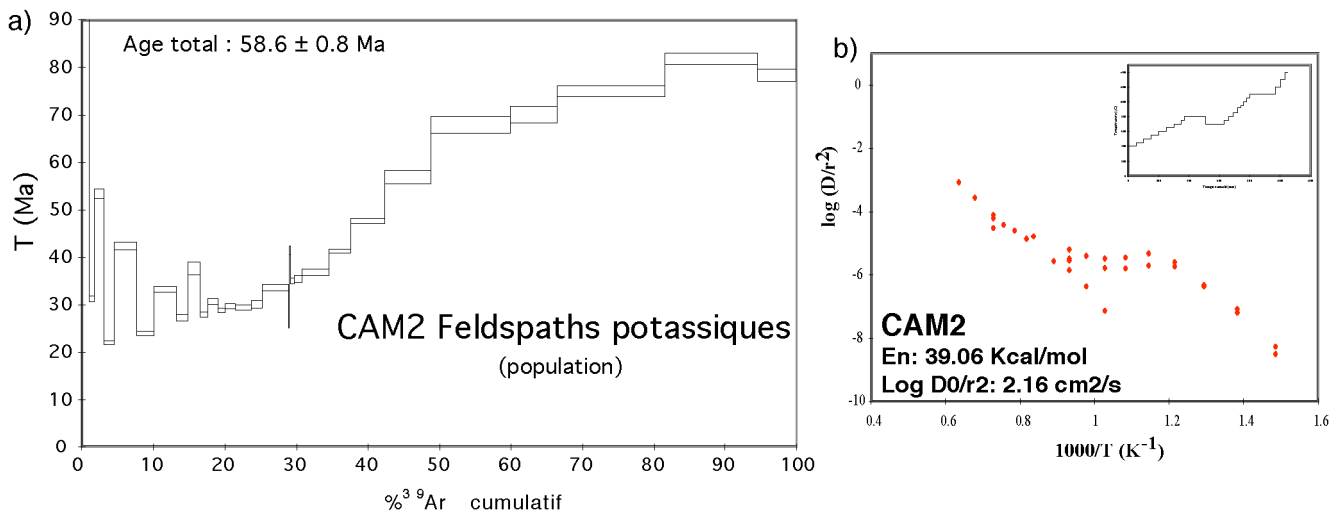 a)
90
80
70
60
50
40
30
20
10
0
T (Ma)
Age total : 58.6 ± 0.8 Ma
CAM2 Feldspaths potassiques
(population)
0 10 20 30 40 50 60 70 80 90 100
%³⁹Ar cumulatif
b)
0
-2
-4
-6
-8
-10
log (D/r²)
CAM2
En: 39.06 Kcal/mol
Log D0/r2: 2.16 cm2/s
0.4 0.6 0.8 1 1.2 1.4 1.6
1000/T (K⁻¹)